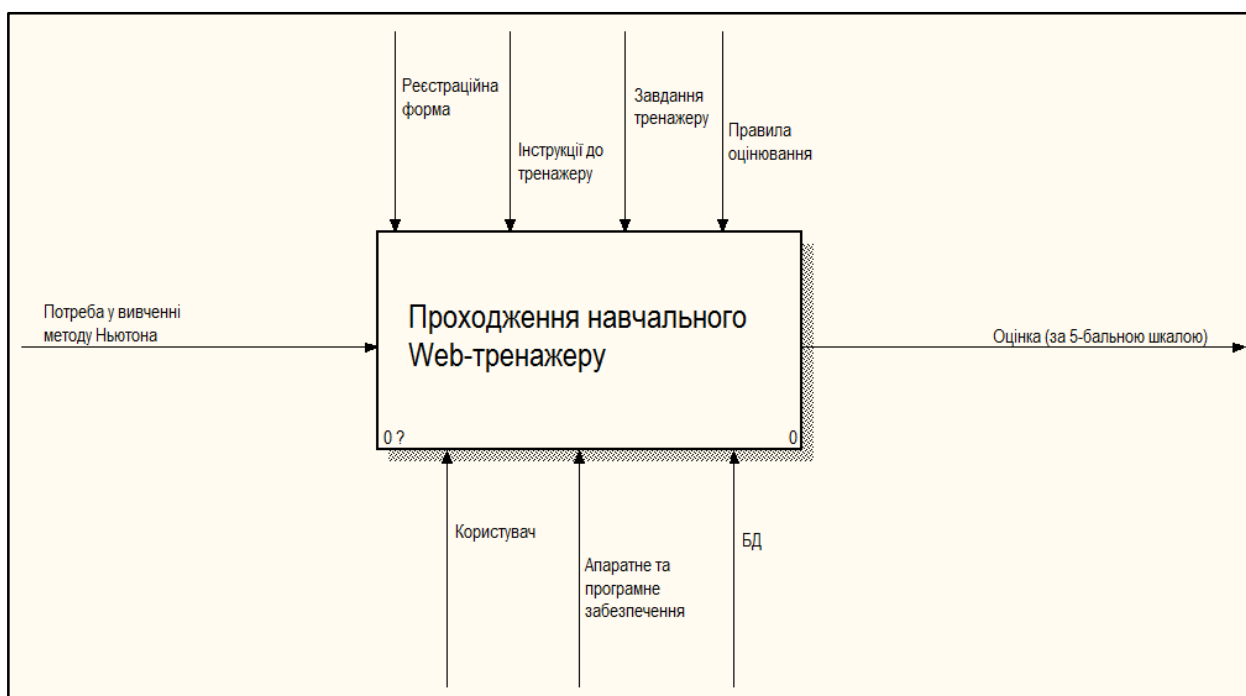 Реєстраційна
форма
Інструкції до
тренажеру
Завдання
тренажеру
Правила
оцінювання
Потреба у вивченні
методу Ньютона
Проходження навчального
Web-тренажеру
0 ?
0
Оцінка (за 5-бальною шкалою)
Користувач
Апаратне та
програмне
забезпечення
БД